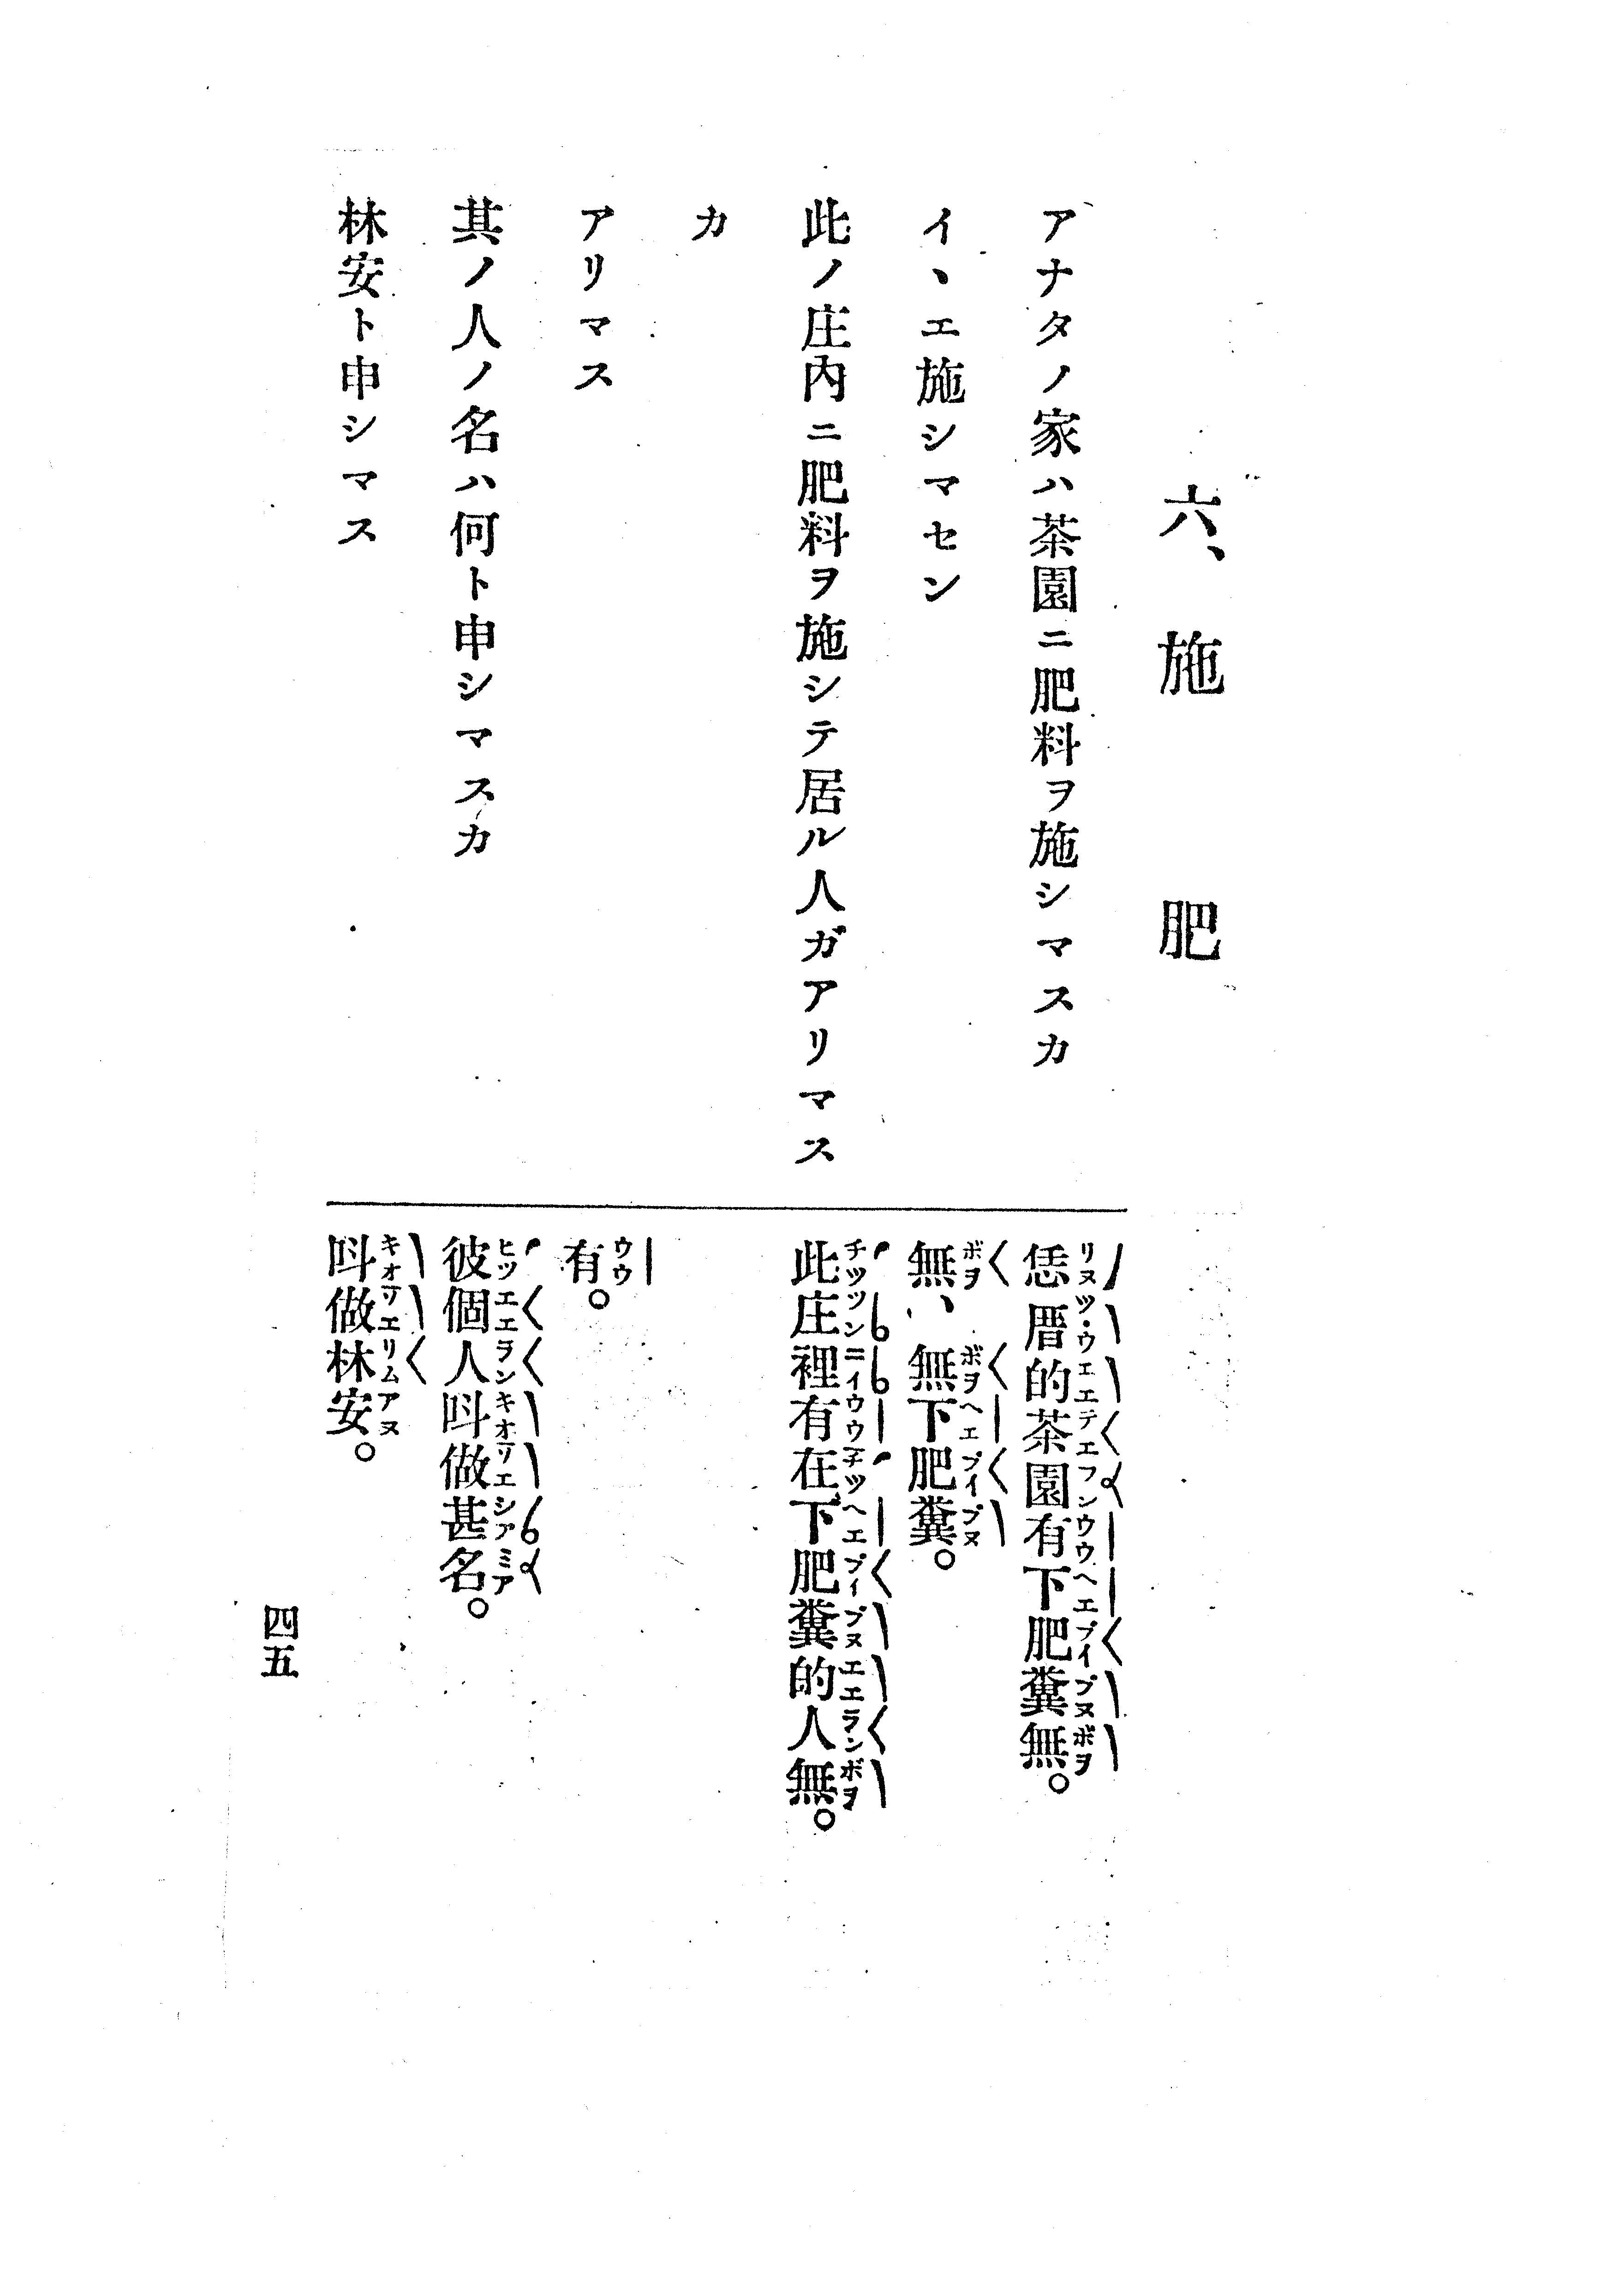 六、施肥
アナタノ家ハ茶園ニ肥料ヲ施シマスカ
イヽエ施シマセン
此ノ庄内ニ肥料ヲ施シテ居ル人ガアリマス
カ
アリマス
其ノ人ノ名ハ何ト申シマスカ
林安ト申シマス
恁厝的茶園有下肥糞無。
無、無下肥糞。
此庄裡有在下肥糞的人無。
有。
彼個人呌做甚名。
呌做林安。
四五